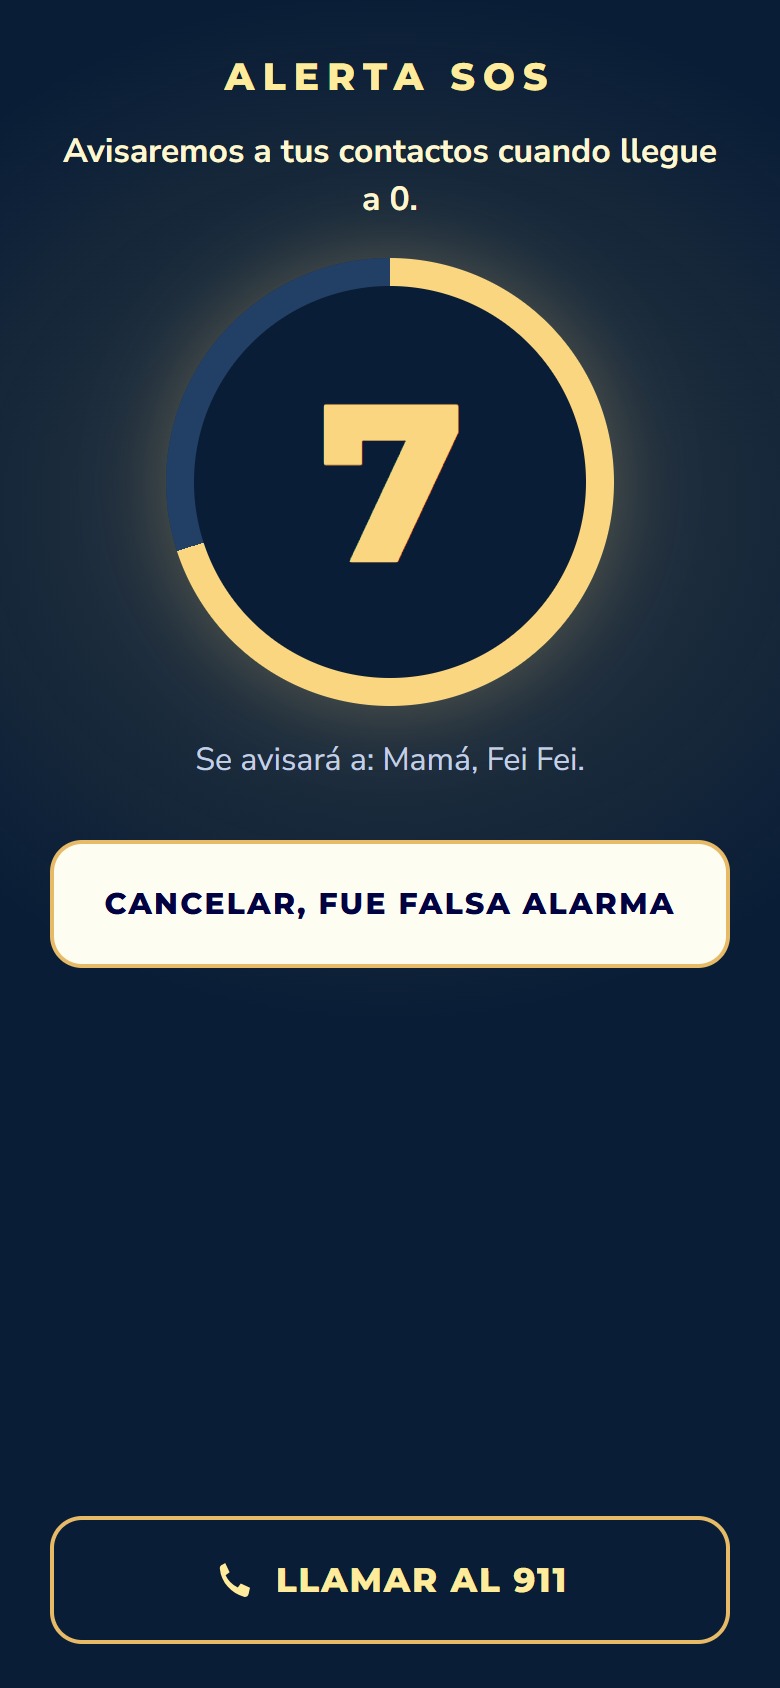 ALERTA SOS
Avisaremos a tus contactos cuando llegue
a 0.
7
Se avisará a: Mamá, Fei Fei.
CANCELAR, FUE FALSA ALARMA
LLAMAR AL 911